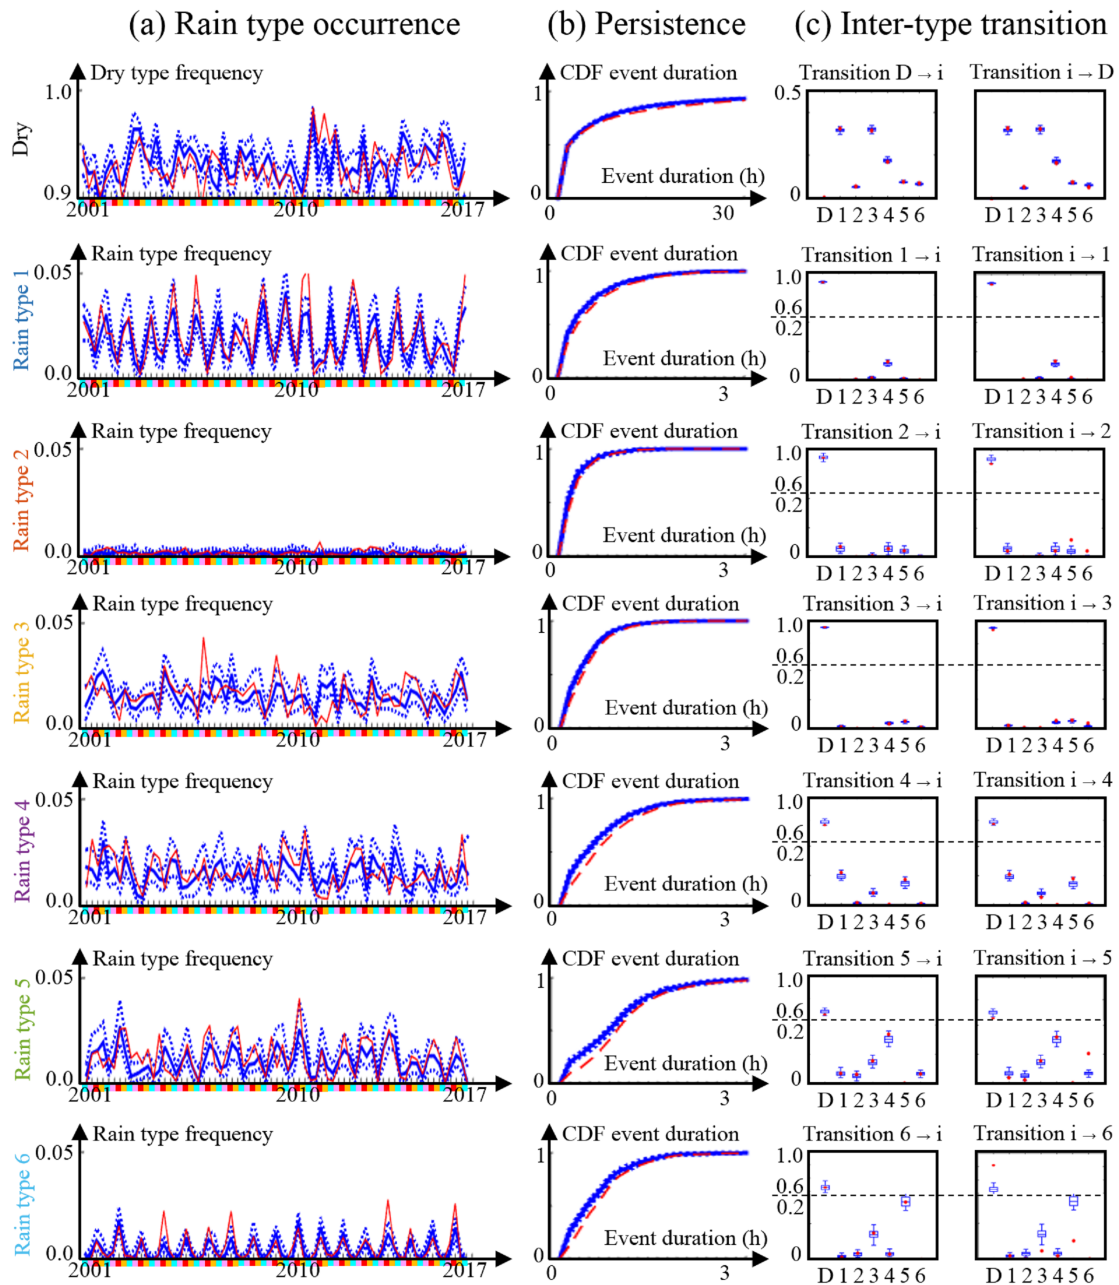 (a) Rain type occurrence (b) Persistence (c) Inter-type transition
Dry type frequency CDF event duration Transition D → i Transition i → D
Dry 1.0 0.9 2001 2010 2017
1 0 Event duration (h) 0 30
0.5 0 D 1 2 3 4 5 6 D 1 2 3 4 5 6
Rain type frequency CDF event duration Transition 1 → i Transition i → 1
Rain type 1 0.05 0.0 2001 2010 2017
1 0 Event duration (h) 0 3
1.0 0.6 0.2 0 D 1 2 3 4 5 6 D 1 2 3 4 5 6
Rain type frequency CDF event duration Transition 2 → i Transition i → 2
Rain type 2 0.05 0.0 2001 2010 2017
1 0 Event duration (h) 0 3
1.0 0.6 0.2 0 D 1 2 3 4 5 6 D 1 2 3 4 5 6
Rain type frequency CDF event duration Transition 3 → i Transition i → 3
Rain type 3 0.05 0.0 2001 2010 2017
1 0 Event duration (h) 0 3
1.0 0.6 0.2 0 D 1 2 3 4 5 6 D 1 2 3 4 5 6
Rain type frequency CDF event duration Transition 4 → i Transition i → 4
Rain type 4 0.05 0.0 2001 2010 2017
1 0 Event duration (h) 0 3
1.0 0.6 0.2 0 D 1 2 3 4 5 6 D 1 2 3 4 5 6
Rain type frequency CDF event duration Transition 5 → i Transition i → 5
Rain type 5 0.05 0.0 2001 2010 2017
1 0 Event duration (h) 0 3
1.0 0.6 0.2 0 D 1 2 3 4 5 6 D 1 2 3 4 5 6
Rain type frequency CDF event duration Transition 6 → i Transition i → 6
Rain type 6 0.05 0.0 2001 2010 2017
1 0 Event duration (h) 0 3
1.0 0.6 0.2 0 D 1 2 3 4 5 6 D 1 2 3 4 5 6